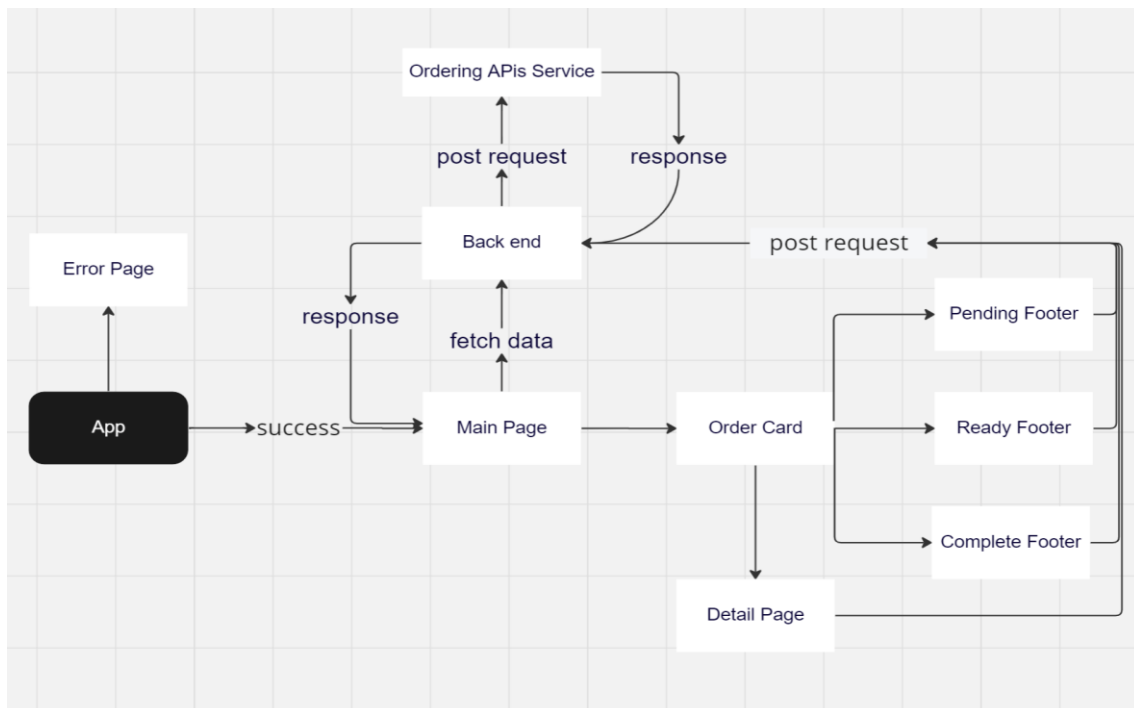 Ordering APis Service
post request
response
Back end
post request
Error Page
response
Pending Footer
fetch data
App
success
Main Page
Order Card
Ready Footer
Complete Footer
Detail Page